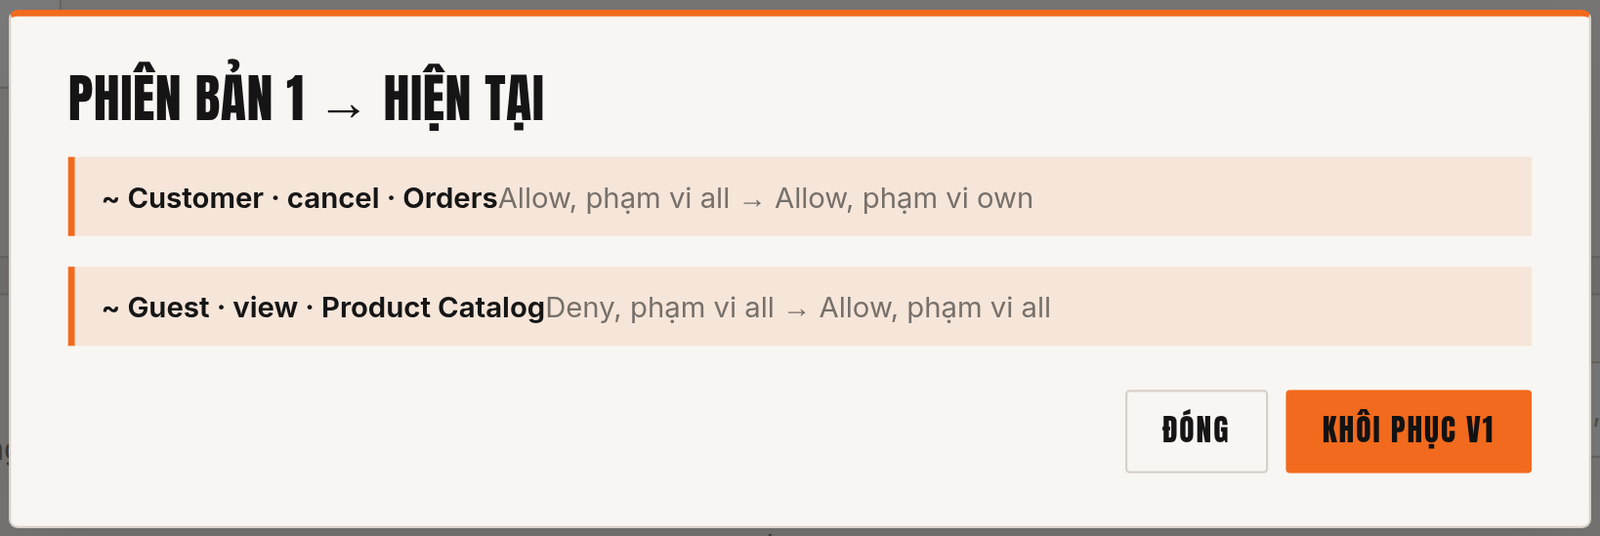 PHIÊN BẢN 1 → HIỆN TẠI
~ Customer · cancel · OrdersAllow, phạm vi all → Allow, phạm vi own
~ Guest · view · Product CatalogDeny, phạm vi all → Allow, phạm vi all
ĐÓNG
KHÔI PHỤC V1